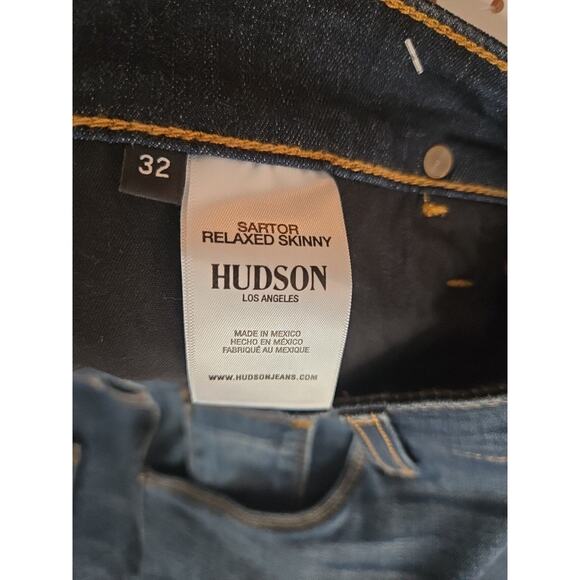 32
SARTOR
RELAXED SKINNY
HUDSON
LOS ANGELES
MADE IN MEXICO
HECHO EN MÉXICO
FABRIQUÉ AU MEXIQUE
WWW.HUDSONJEANS.COM